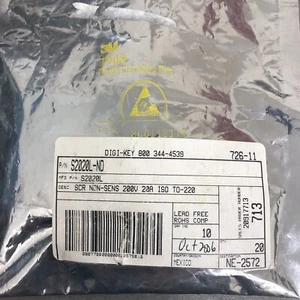 3M
DIGI-KEY 800 344-4539
726-11
P/N S2020L-ND
MFG P/N S2020L
DESC SCR NON-SENS 200V 20A ISO TO-220
LEAD FREE
ROHS COMP
10
Oct 2006
MEXICO
713
20
NE-2572